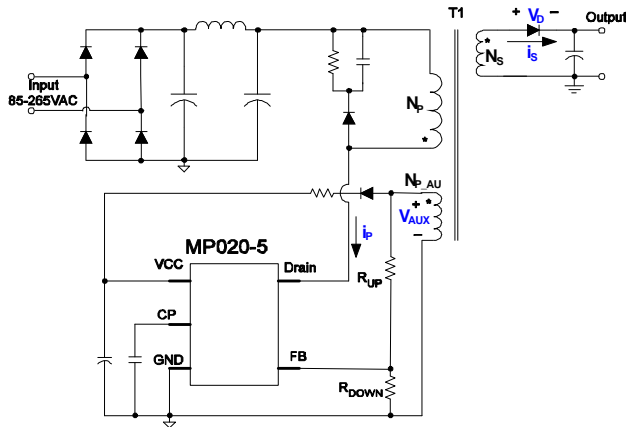 T1
+ V_D −
Output
N_S
i_S
Input
85-265VAC
N_P
N_P_AU
+
V_AUX
−
i_P
MP020-5
VCC
Drain
R_UP
CP
GND
FB
R_DOWN